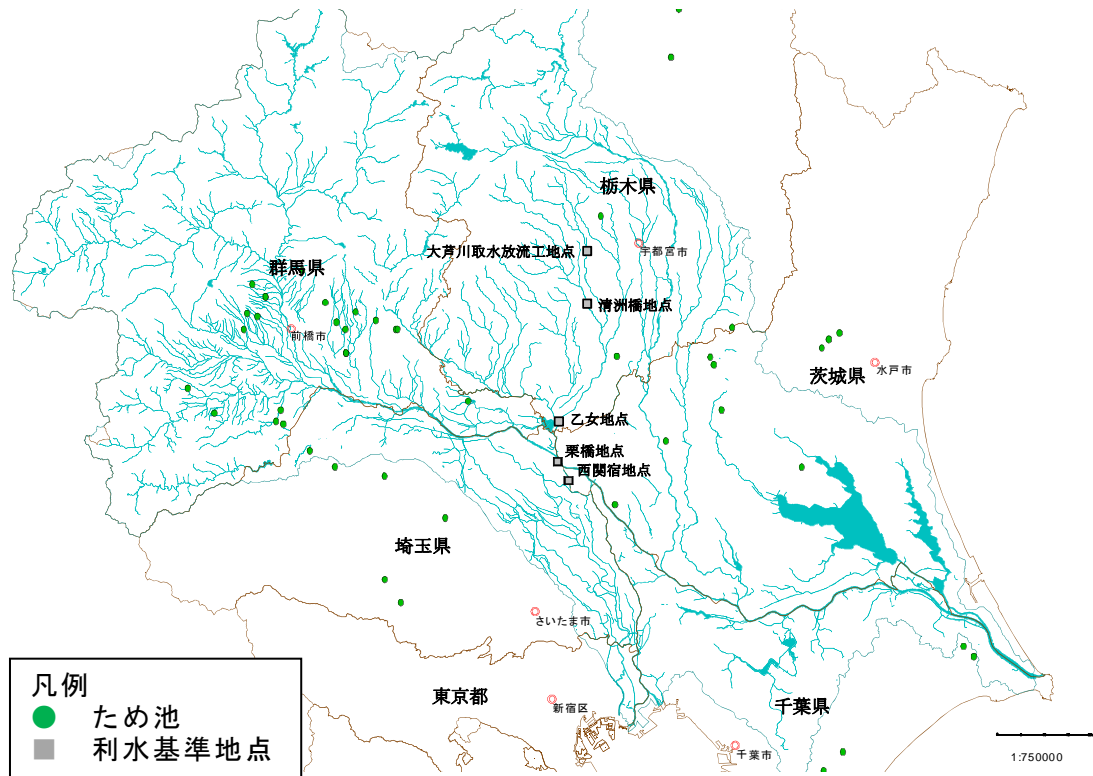 栃木県
宇都宮市
大芦川取水放流工地点
群馬県
清洲橋地点
前橋市
茨城県
水戸市
乙女地点
栗橋地点
西関宿地点
埼玉県
さいたま市
東京都
新宿区
千葉県
千葉市
凡例
ため池
利水基準地点
1:750000